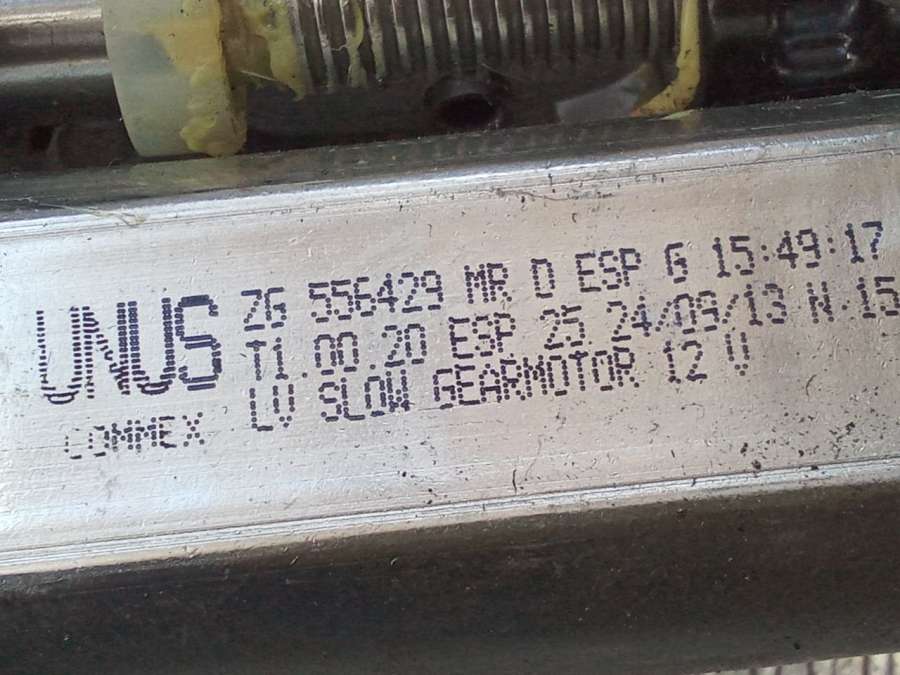 UNUS
COMMEX
ZG 556429 MR D ESP G 15:49:17
T1.00.20 ESP 25 24/09/13 N 15
LV SLOW GEARMOTOR 12 V